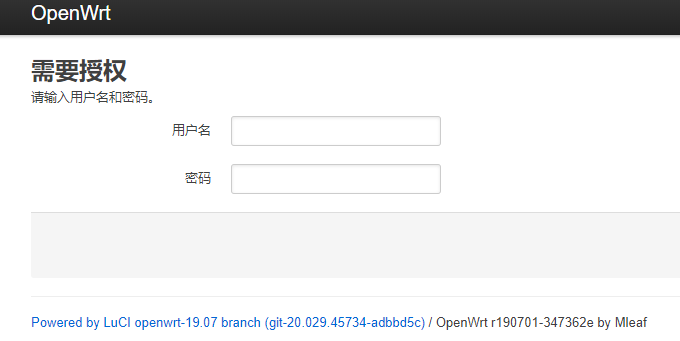 OpenWrt
需要授权
请输入用户名和密码。
用户名
密码
Powered by LuCI openwrt-19.07 branch (git-20.029.45734-adbbd5c) / OpenWrt r190701-347362e by Mleaf